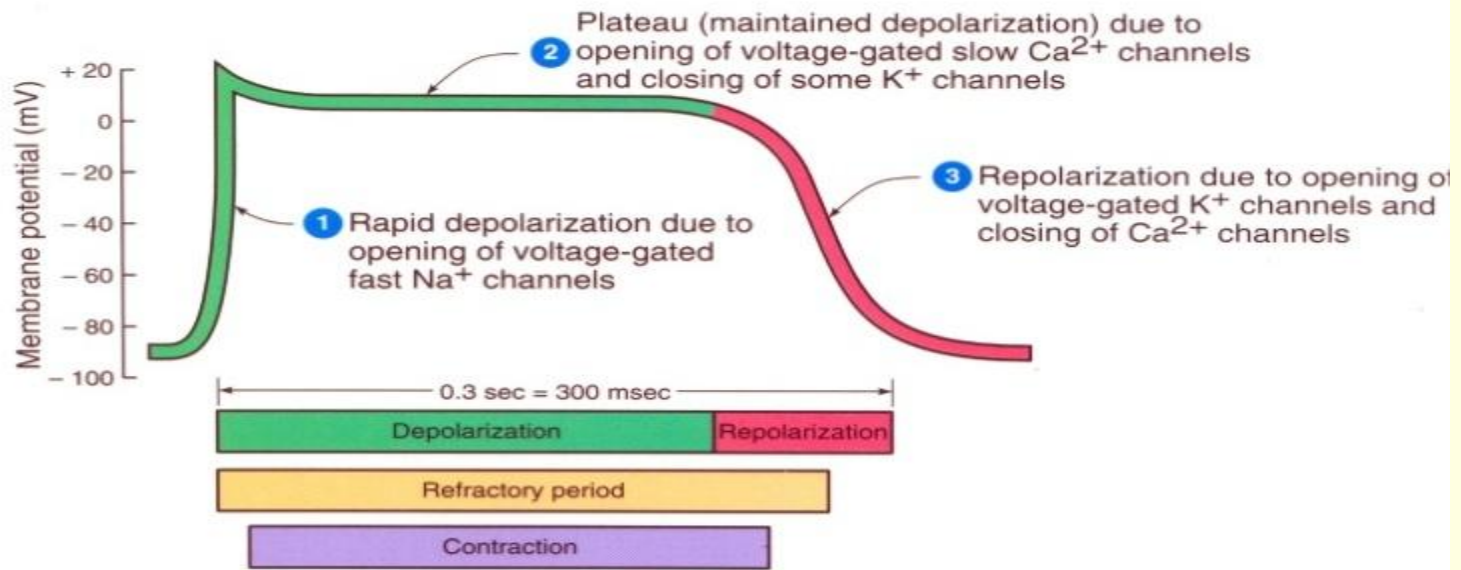 Plateau (maintained depolarization) due to
2 opening of voltage-gated slow Ca2+ channels
and closing of some K+ channels
Membrane potential (mV)
+ 20
0
– 20
– 40
– 60
– 80
– 100
1 Rapid depolarization due to
opening of voltage-gated
fast Na+ channels
3 Repolarization due to opening of
voltage-gated K+ channels and
closing of Ca2+ channels
0.3 sec = 300 msec
Depolarization
Repolarization
Refractory period
Contraction